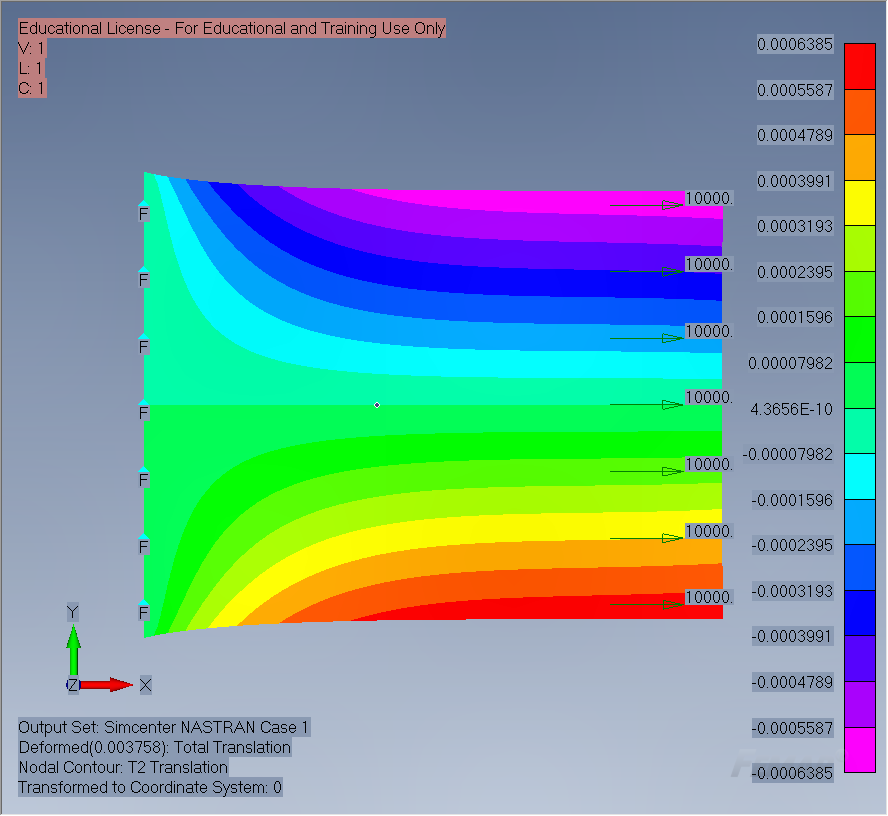 Educational License - For Educational and Training Use Only
V: 1
L: 1
C: 1
0.0006385
0.0005587
0.0004789
0.0003991
0.0003193
0.0002395
0.0001596
0.00007982
4.3656E-10
-0.00007982
-0.0001596
-0.0002395
-0.0003193
-0.0003991
-0.0004789
-0.0005587
-0.0006385
10000.
10000.
10000.
10000.
10000.
10000.
10000.
F
F
F
F
F
F
F
Y
Z
X
Output Set: Simcenter NASTRAN Case 1
Deformed(0.003758): Total Translation
Nodal Contour: T2 Translation
Transformed to Coordinate System: 0